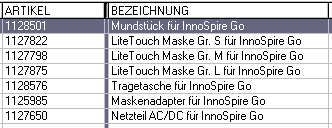 ARTIKEL BEZEICHNUNG
1128501 Mundstück für InnoSpire Go
1127822 LiteTouch Maske Gr. S für InnoSpire Go
1127798 LiteTouch Maske Gr. M für InnoSpire Go
1127875 LiteTouch Maske Gr. L für InnoSpire Go
1128576 Tragetasche für InnoSpire Go
1125985 Maskenadapter für InnoSpire Go
1127650 Netzteil AC/DC für InnoSpire Go